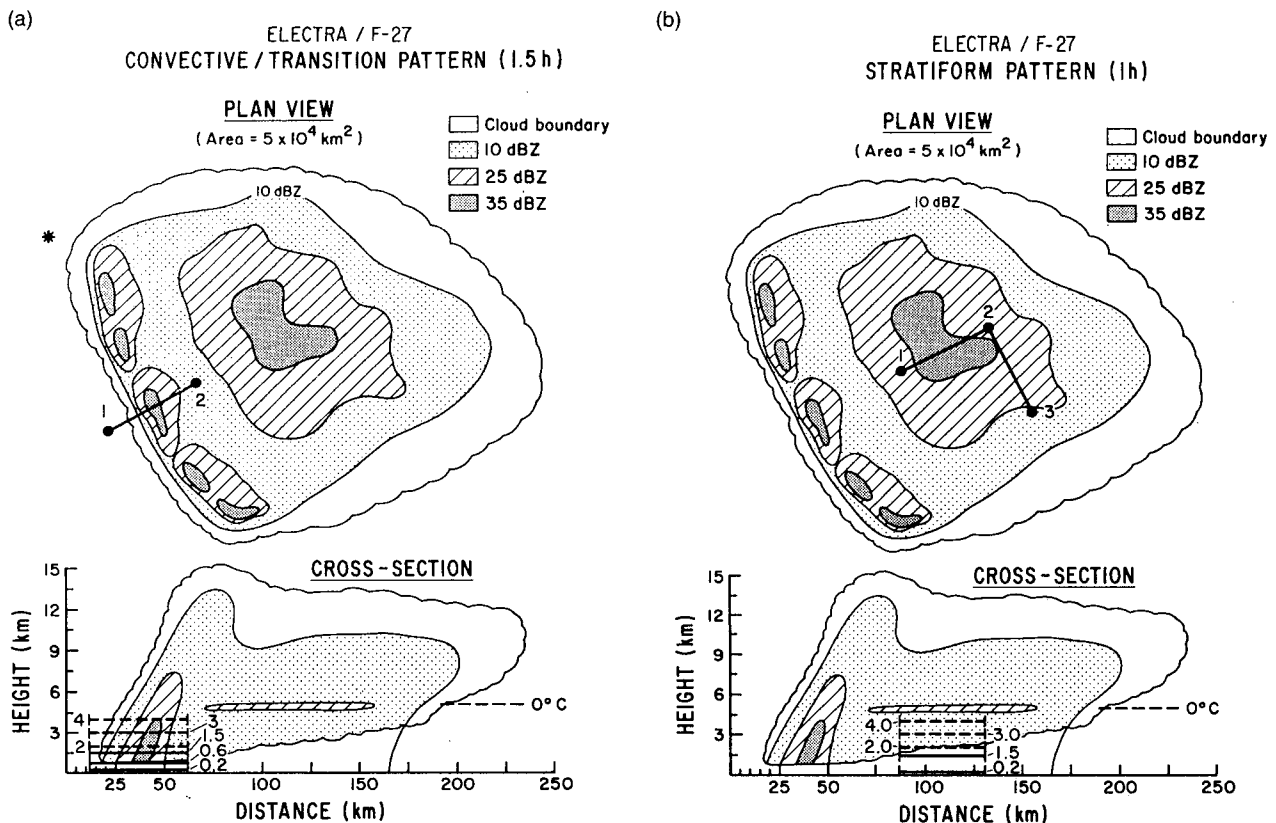 (a)
ELECTRA / F-27
CONVECTIVE / TRANSITION PATTERN (1.5 h)
PLAN VIEW
(Area = 5 x 10⁴ km²)
Cloud boundary
10 dBZ
25 dBZ
35 dBZ
10 dBZ
*
1
2
CROSS-SECTION
15
12
9
6
3
HEIGHT (km)
4
2
3
1.5
0.6
0.2
0°C
25
50
100
150
200
250
DISTANCE (km)
(b)
ELECTRA / F-27
STRATIFORM PATTERN (1h)
PLAN VIEW
(Area = 5 x 10⁴ km²)
Cloud boundary
10 dBZ
25 dBZ
35 dBZ
10 dBZ
1
2
3
CROSS-SECTION
15
12
9
6
3
HEIGHT (km)
4.0
2.0
3.0
1.5
0.2
0°C
25
50
100
150
200
250
DISTANCE (km)